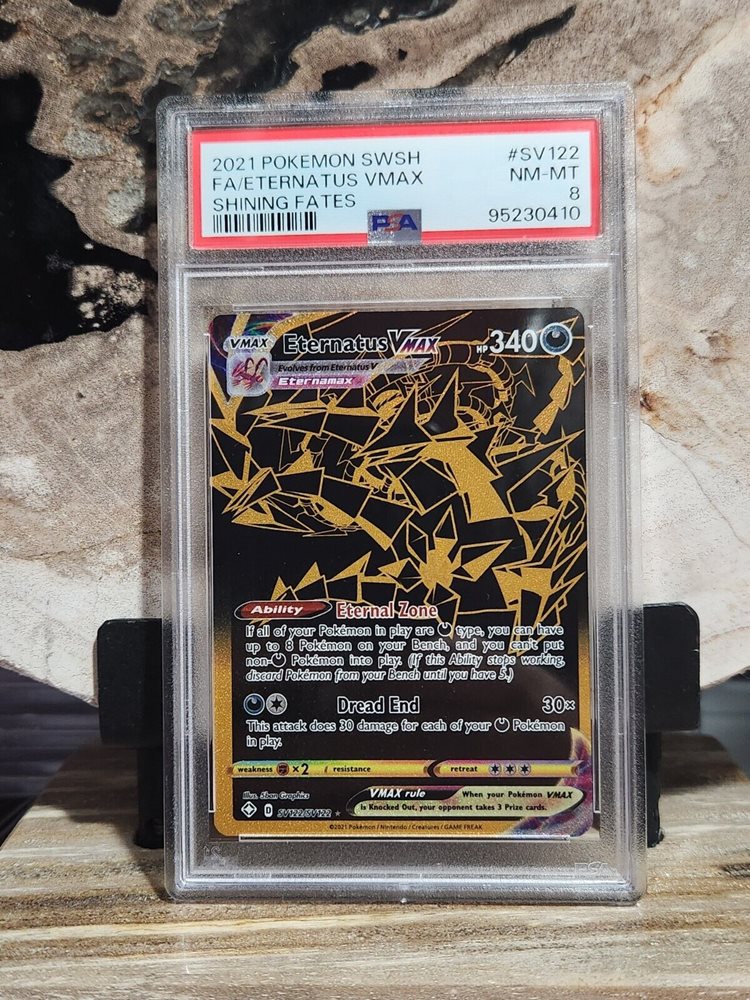 2021 POKEMON SWSH #SV122
FA/ETERNATUS VMAX NM-MT
SHINING FATES 8
PSA 95230410
VMAX Eternatus VMAX HP 340
Evolves from Eternatus V
Eternamax
Ability Eternal Zone
If all of your Pokémon in play are type, you can have
up to 8 Pokémon on your Bench, and you can't put
non- Pokémon into play. (If this Ability stops working,
discard Pokémon from your Bench until you have 5.)
Dread End 30×
This attack does 30 damage for each of your Pokémon
in play.
weakness ×2 resistance retreat
Illus. 5ban Graphics VMAX rule When your Pokémon VMAX
is Knocked Out, your opponent takes 3 Prize cards.
D SV122/SV122
©2021 Pokémon / Nintendo / Creatures / GAME FREAK